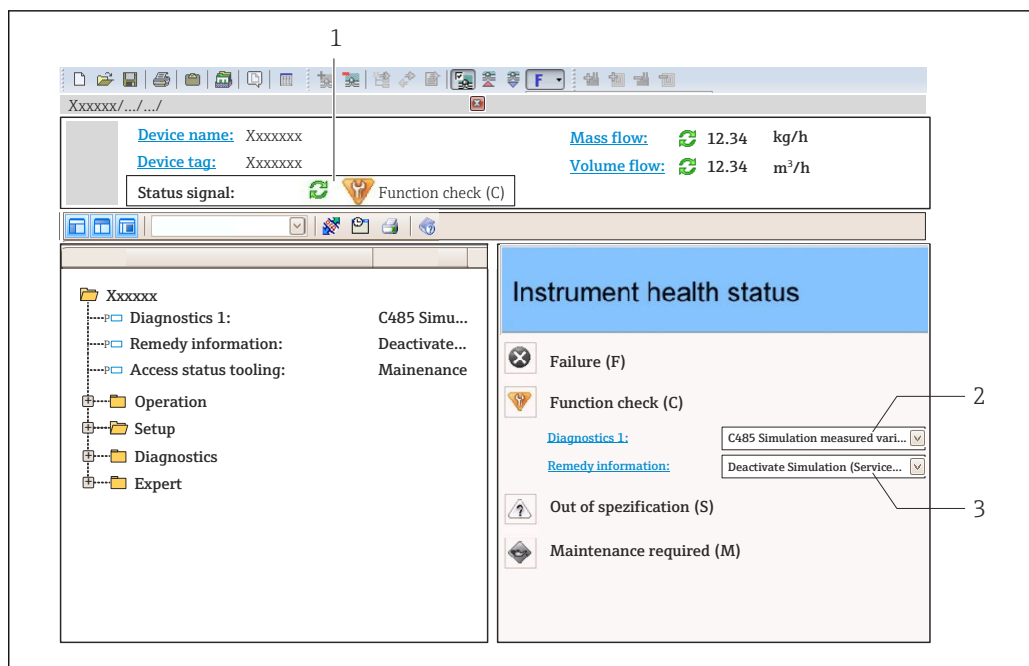 1
F
Xxxxxx/.../.../
Device name: Xxxxxxx
Mass flow: 12.34 kg/h
Device tag: Xxxxxxx
Volume flow: 12.34 m³/h
Status signal: Function check (C)
Xxxxxx
P Diagnostics 1: C485 Simu...
P Remedy information: Deactivate...
P Access status tooling: Mainenance
Operation
Setup
Diagnostics
Expert
Instrument health status
Failure (F)
Function check (C)
2
Diagnostics 1: C485 Simulation measured vari...
Remedy information: Deactivate Simulation (Service...
Out of spezification (S)
3
Maintenance required (M)